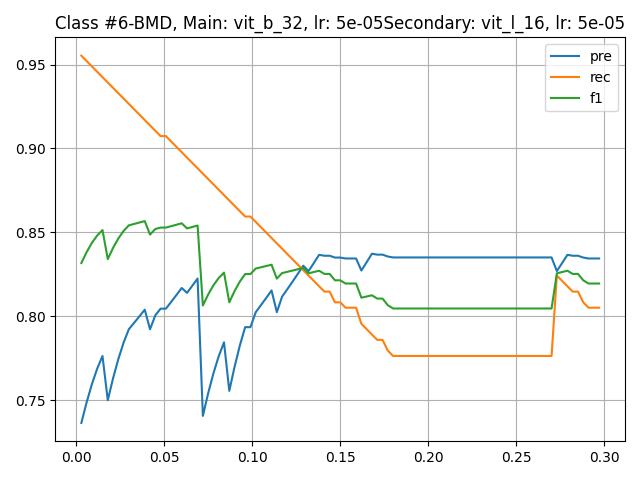 Class #6-BMD, Main: vit_b_32, lr: 5e-05Secondary: vit_l_16, lr: 5e-05
pre
rec
f1
0.95
0.90
0.85
0.80
0.75
0.00 0.05 0.10 0.15 0.20 0.25 0.30